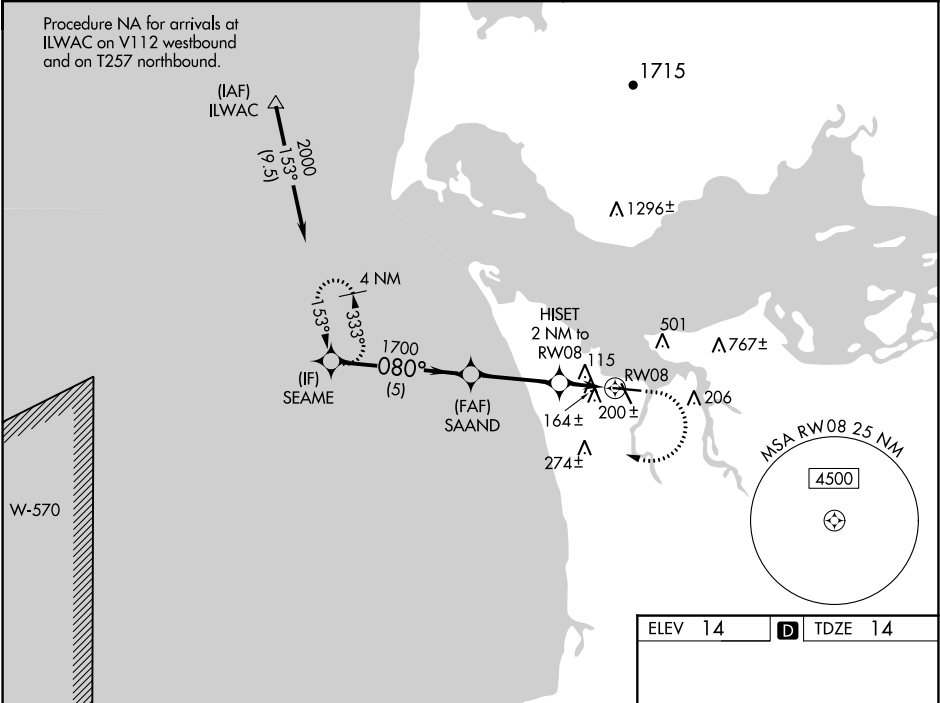 Procedure NA for arrivals at
ILWAC on V112 westbound
and on T257 northbound.
1715
(IAF)
ILWAC
2000
153°
(9.5)
1296±
4 NM
153°
333°
HISET
2 NM to
RW08
501
767±
1700
080°
(5)
115
RW08
(IF)
SEAME
(FAF)
SAAND
164±
200±
206
274±
MSA RW08 25 NM
4500
W-570
ELEV 14
D
TDZE 14